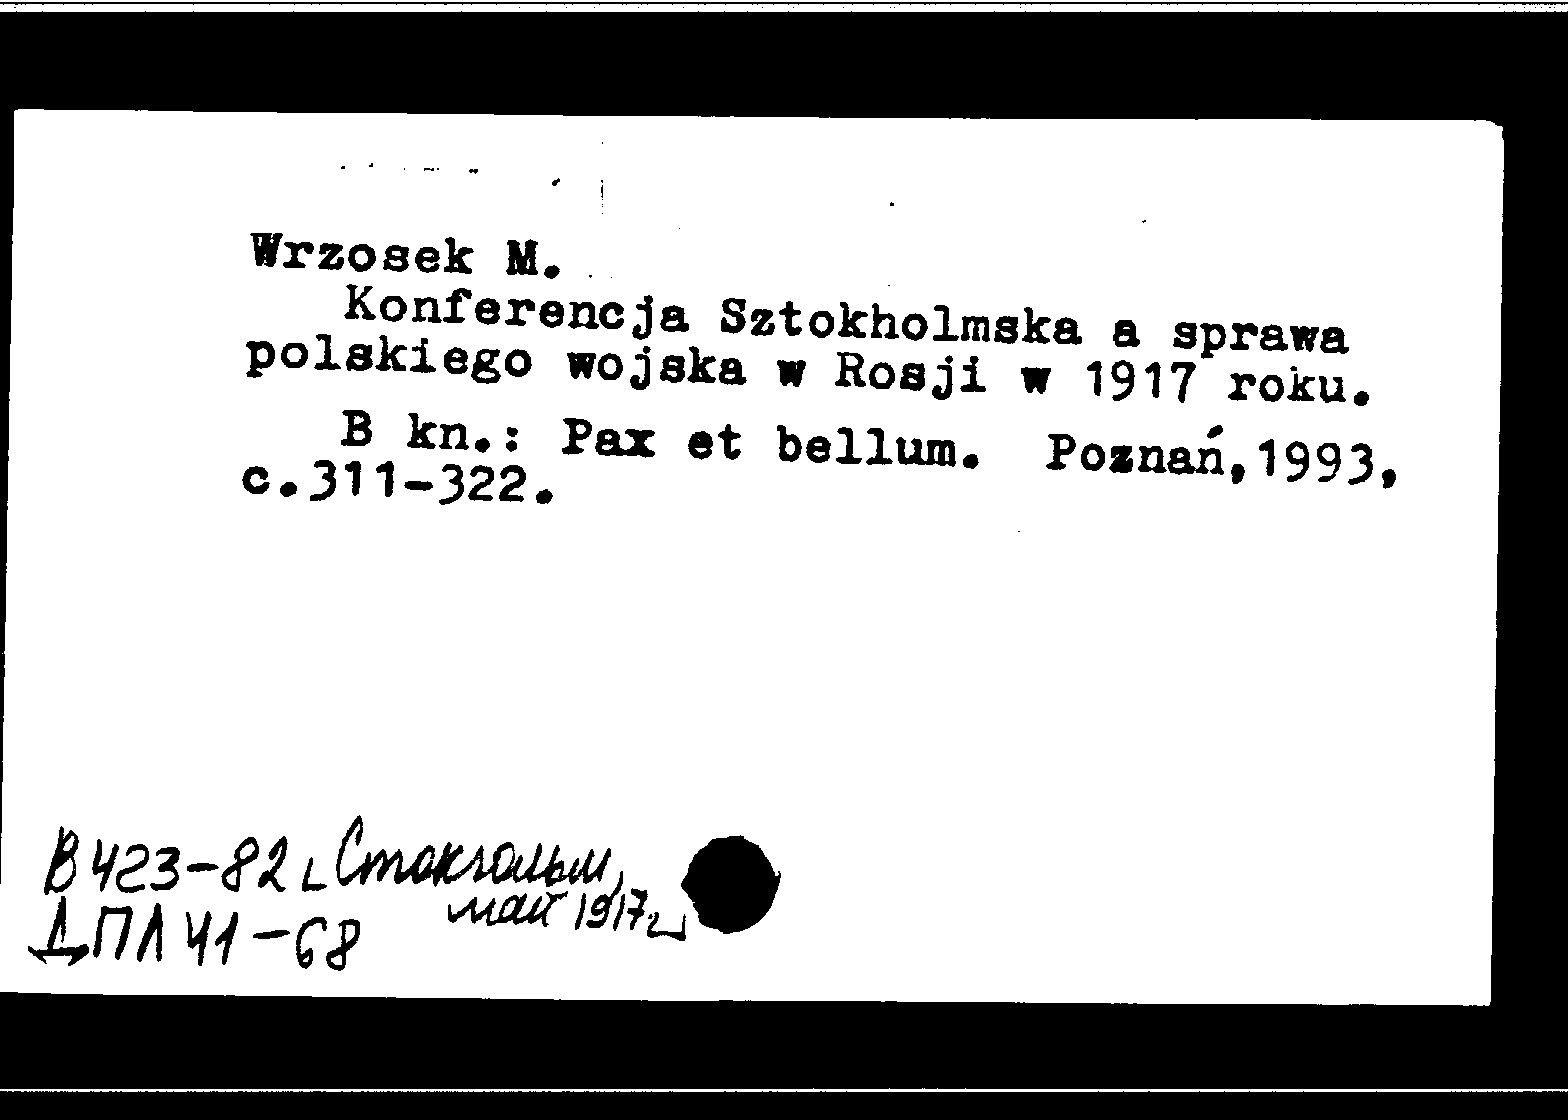 Wrzosek M.
Konferencja Sztokholmska a sprawa
polskiego wojska w Rosji w 1917 roku.
В kn.: Pax et bellum. Poznań,1993,
с.311-322.
В423-82 [Стокгольм,
май 1917г.]
ДПЛ41-68